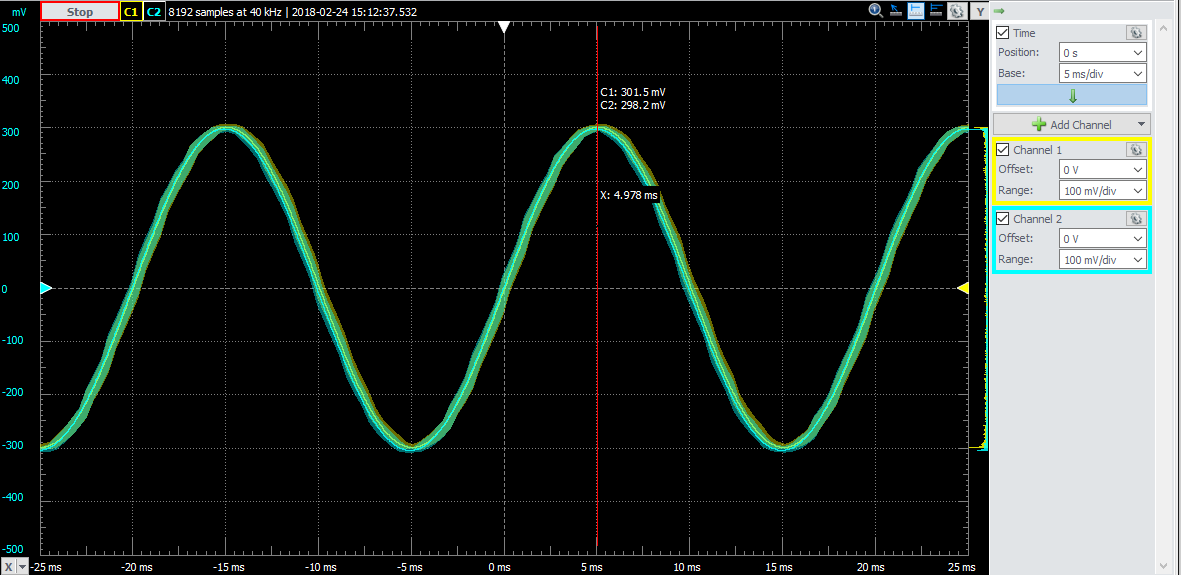 mV Stop C1 C2 8192 samples at 40 kHz | 2018-02-24 15:12:37.532 Y
500
400
300
200
100
0
-100
-200
-300
-400
-500
C1: 301.5 mV
C2: 298.2 mV
X: 4.978 ms
X -25 ms -20 ms -15 ms -10 ms -5 ms 0 ms 5 ms 10 ms 15 ms 20 ms 25 ms
Time
Position: 0 s
Base: 5 ms/div
Add Channel
Channel 1
Offset: 0 V
Range: 100 mV/div
Channel 2
Offset: 0 V
Range: 100 mV/div